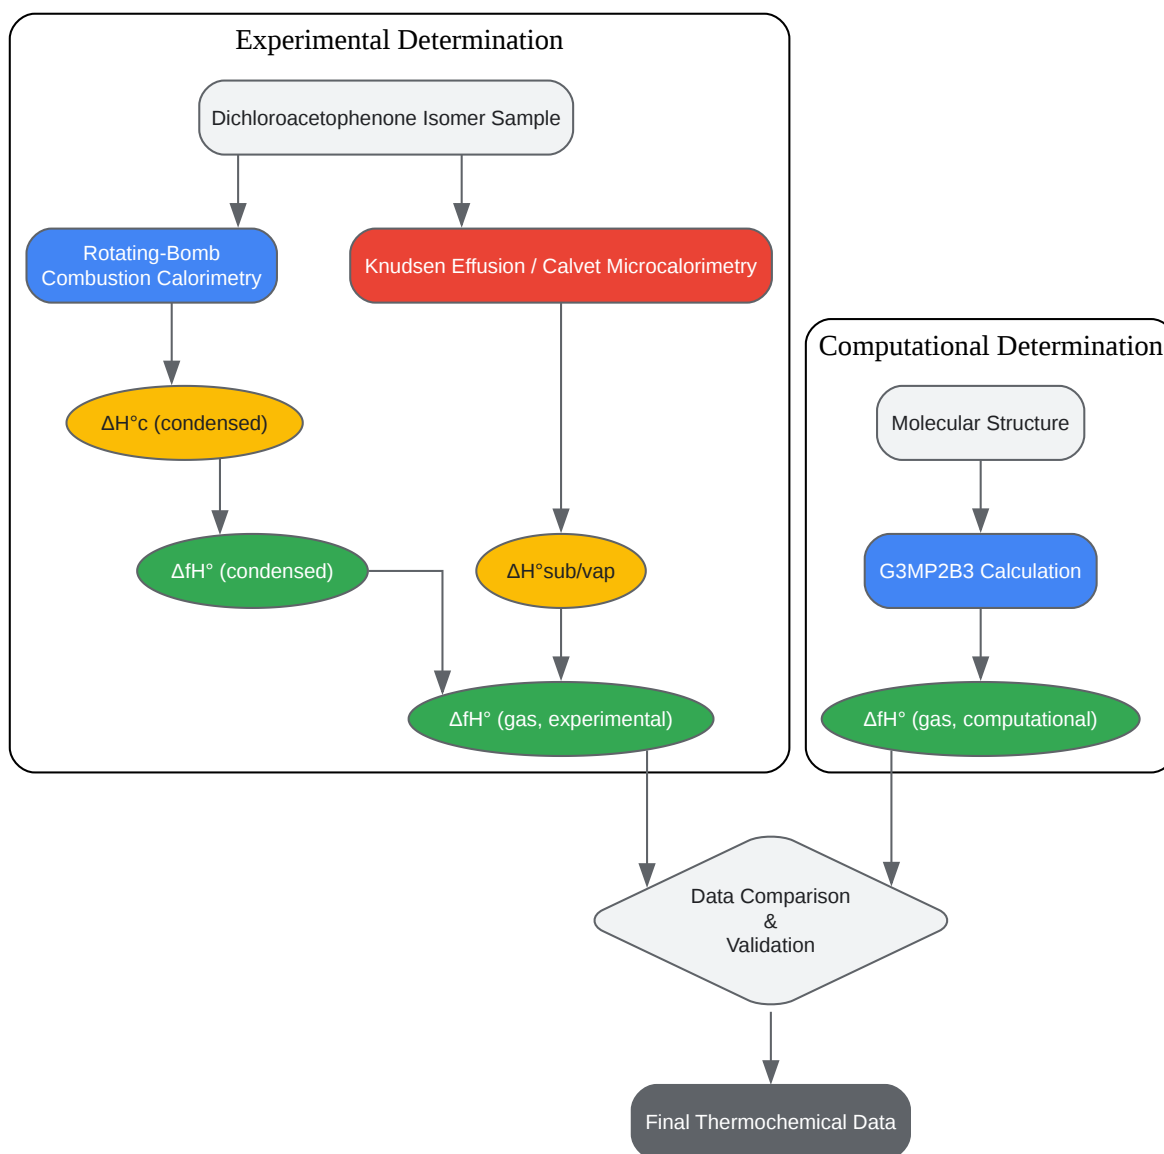 Experimental Determination
Dichloroacetophenone Isomer Sample
Rotating-Bomb
Combustion Calorimetry
Knudsen Effusion / Calvet Microcalorimetry
ΔH°c (condensed)
ΔfH° (condensed)
ΔH°sub/vap
ΔfH° (gas, experimental)
Computational Determination
Molecular Structure
G3MP2B3 Calculation
ΔfH° (gas, computational)
Data Comparison
&
Validation
Final Thermochemical Data